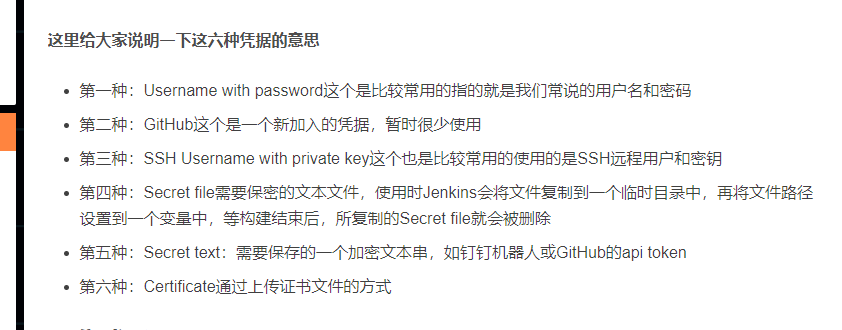 这里给大家说明一下这六种凭据的意思
第一种：Username with password这个是比较常用的指的就是我们常说的用户名和密码
第二种：GitHub这个是一个新加入的凭据，暂时很少使用
第三种：SSH Username with private key这个也是比较常用的使用的是SSH远程用户和密钥
第四种：Secret file需要保密的文本文件，使用时Jenkins会将文件复制到一个临时目录中，再将文件路径
设置到一个变量中，等构建结束后，所复制的Secret file就会被删除
第五种：Secret text：需要保存的一个加密文本串，如钉钉机器人或GitHub的api token
第六种：Certificate通过上传证书文件的方式